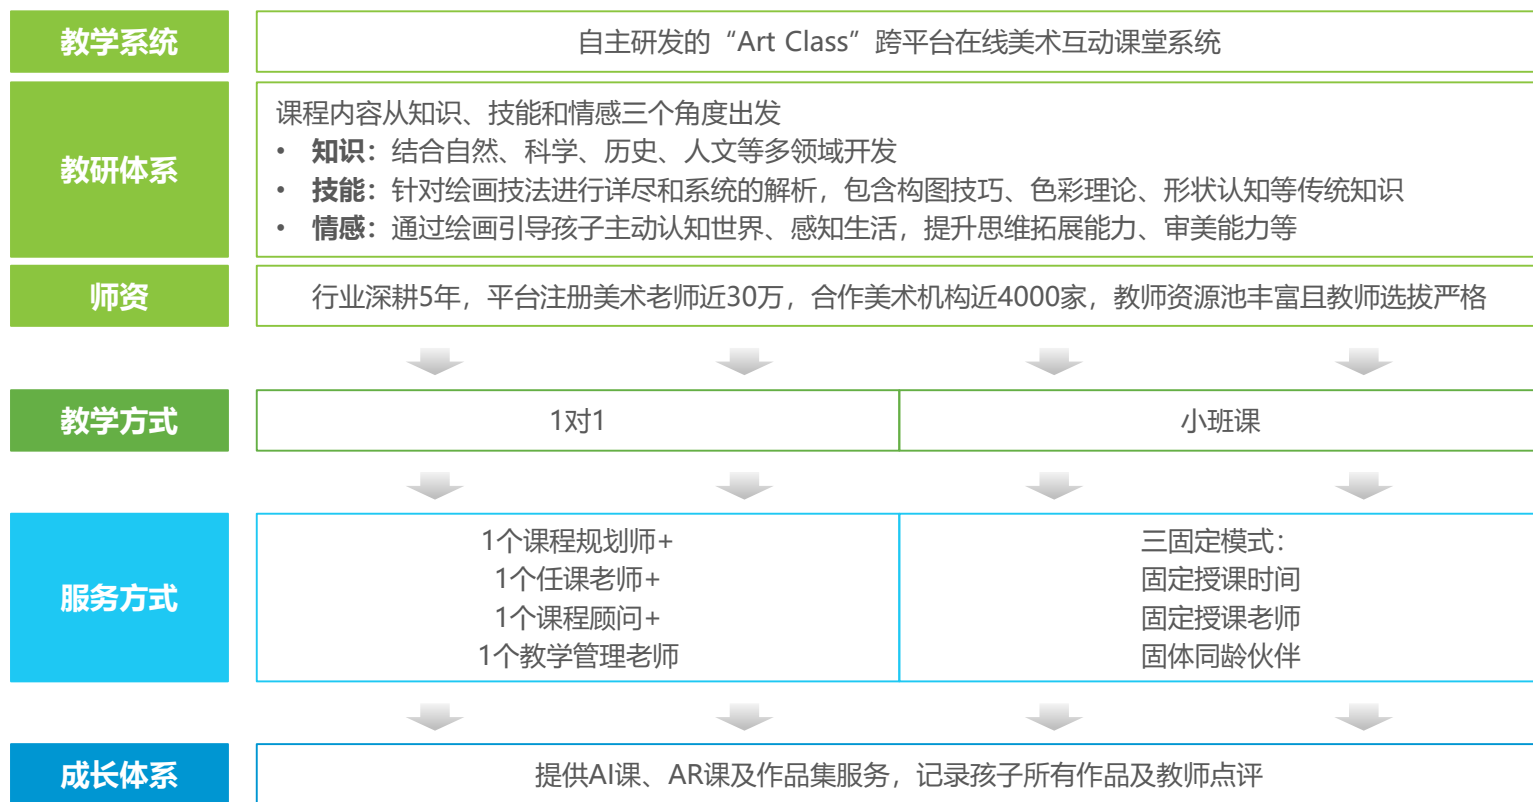 教学系统
自主研发的“Art Class”跨平台在线美术互动课堂系统
教研体系
课程内容从知识、技能和情感三个角度出发
• 知识：结合自然、科学、历史、人文等多领域开发
• 技能：针对绘画技法进行详尽和系统的解析，包含构图技巧、色彩理论、形状认知等传统知识
• 情感：通过绘画引导孩子主动认知世界、感知生活，提升思维拓展能力、审美能力等
师资
行业深耕5年，平台注册美术老师近30万，合作美术机构近4000家，教师资源池丰富且教师选拔严格
教学方式
1对1
小班课
服务方式
1个课程规划师+
1个任课老师+
1个课程顾问+
1个教学管理老师
三固定模式：
固定授课时间
固定授课老师
固体同龄伙伴
成长体系
提供AI课、AR课及作品集服务，记录孩子所有作品及教师点评